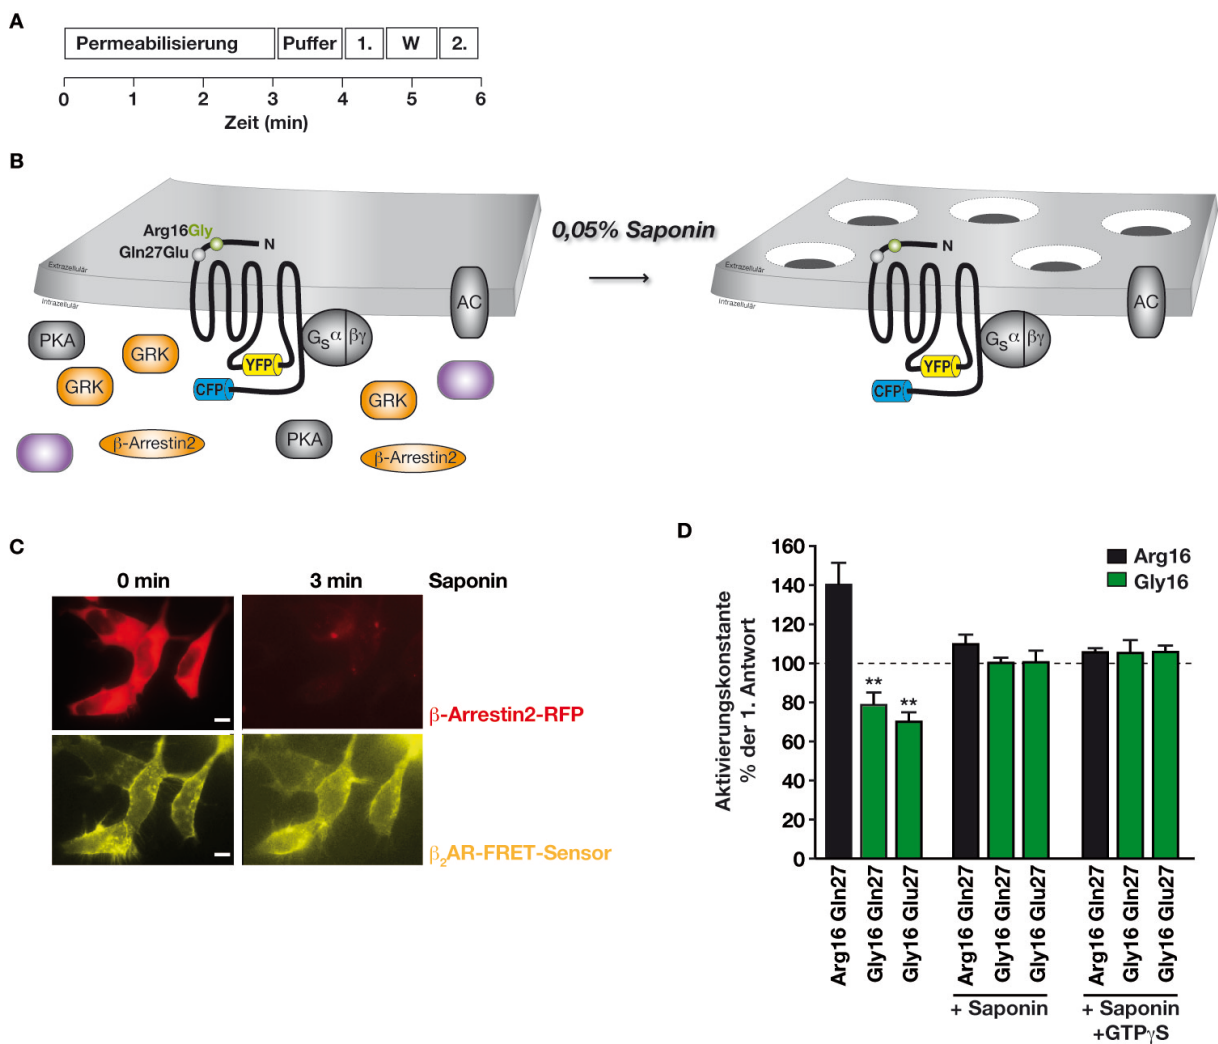 A
Permeabilisierung Puffer 1. W 2.
0 1 2 3 4 5 6
Zeit (min)
B
Arg16Gly
Gln27Glu
N
Extrazellulär
Intrazellulär
AC
PKA
GRK
GRK
GSα βγ
YFP
CFP
GRK
PKA
β-Arrestin2
β-Arrestin2
0,05% Saponin
N
Extrazellulär
Intrazellulär
AC
GSα βγ
YFP
CFP
C
0 min 3 min Saponin
β-Arrestin2-RFP
β2AR-FRET-Sensor
D
Aktivierungskonstante
% der 1. Antwort
160
140
120
100
80
60
40
20
0
Arg16
Gly16
**
**
Arg16 Gln27
Gly16 Gln27
Gly16 Glu27
Arg16 Gln27
Gly16 Gln27
Gly16 Glu27
Arg16 Gln27
Gly16 Gln27
Gly16 Glu27
+ Saponin
+ Saponin
+GTPγS